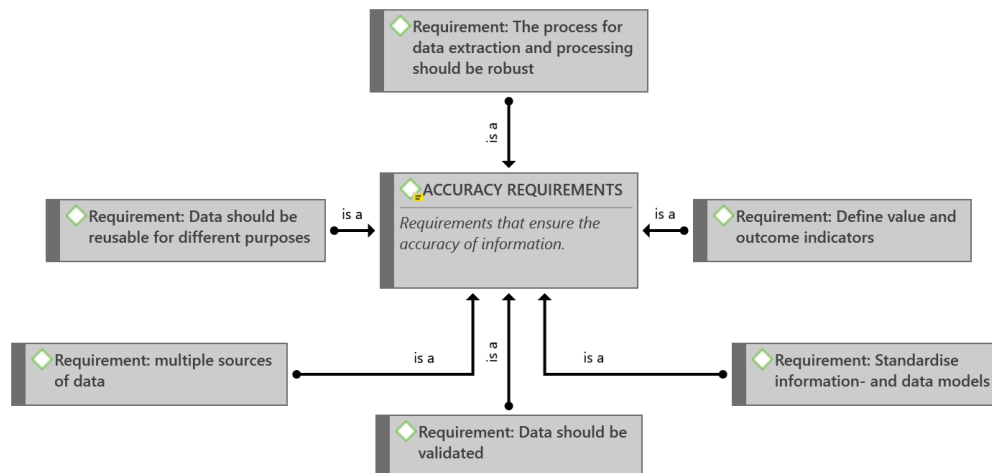 Requirement: The process for
data extraction and processing
should be robust
is a
ACCURACY REQUIREMENTS
Requirements that ensure the
accuracy of information.
Requirement: Data should be
reusable for different purposes
is a
is a
Requirement: Define value and
outcome indicators
Requirement: multiple sources
of data
is a
is a
is a
Requirement: Standardise
information- and data models
Requirement: Data should be
validated